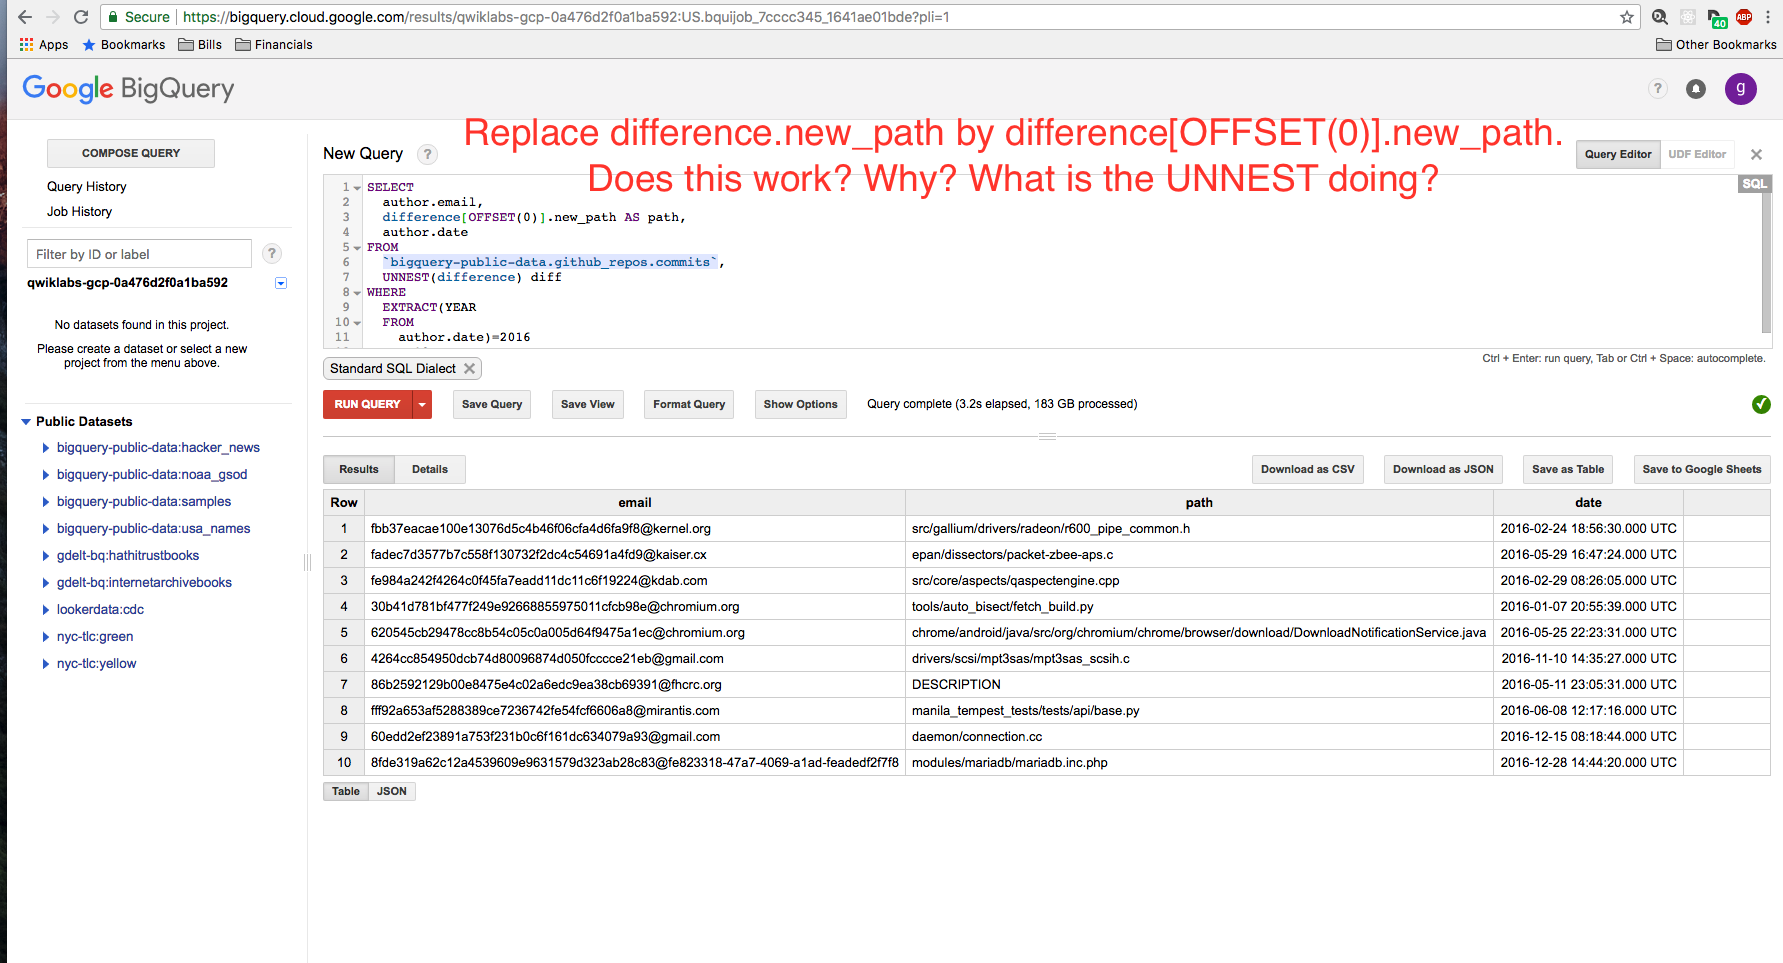 Secure https://bigquery.cloud.google.com/results/qwiklabs-gcp-0a476d2f0a1ba592:US.bquijob_7cccc345_1641ae01bde?pli=1
40
ABP
Apps Bookmarks Bills Financials Other Bookmarks
Google BigQuery
? g
Replace difference.new_path by difference[OFFSET(0)].new_path.
Does this work? Why? What is the UNNEST doing?
COMPOSE QUERY
Query History
Job History
Filter by ID or label ?
qwiklabs-gcp-0a476d2f0a1ba592
No datasets found in this project.
Please create a dataset or select a new
project from the menu above.
Public Datasets
bigquery-public-data:hacker_news
bigquery-public-data:noaa_gsod
bigquery-public-data:samples
bigquery-public-data:usa_names
gdelt-bq:hathitrustbooks
gdelt-bq:internetarchivebooks
lookerdata:cdc
nyc-tlc:green
nyc-tlc:yellow
New Query ? Query Editor UDF Editor
SQL
1 SELECT
2 author.email,
3 difference[OFFSET(0)].new_path AS path,
4 author.date
5 FROM
6 `bigquery-public-data.github_repos.commits`,
7 UNNEST(difference) diff
8 WHERE
9 EXTRACT(YEAR
10 FROM
11 author.date)=2016
Ctrl + Enter: run query, Tab or Ctrl + Space: autocomplete.
Standard SQL Dialect
RUN QUERY Save Query Save View Format Query Show Options Query complete (3.2s elapsed, 183 GB processed)
Results Details Download as CSV Download as JSON Save as Table Save to Google Sheets
Row email path date
1 fbb37eacae100e13076d5c4b46f06cfa4d6fa9f8@kernel.org src/gallium/drivers/radeon/r600_pipe_common.h 2016-02-24 18:56:30.000 UTC
2 fadec7d3577b7c558f130732f2dc4c54691a4fd9@kaiser.cx epan/dissectors/packet-zbee-aps.c 2016-05-29 16:47:24.000 UTC
3 fe984a242f4264c0f45fa7eadd11dc11c6f19224@kdab.com src/core/aspects/qaspectengine.cpp 2016-02-29 08:26:05.000 UTC
4 30b41d781bf477f249e92668855975011cfcb98e@chromium.org tools/auto_bisect/fetch_build.py 2016-01-07 20:55:39.000 UTC
5 620545cb29478cc8b54c05c0a005d64f9475a1ec@chromium.org chrome/android/java/src/org/chromium/chrome/browser/download/DownloadNotificationService.java 2016-05-25 22:23:31.000 UTC
6 4264cc854950dcb74d80096874d050fcccce21eb@gmail.com drivers/scsi/mpt3sas/mpt3sas_scsih.c 2016-11-10 14:35:27.000 UTC
7 86b2592129b00e8475e4c02a6edc9ea38cb69391@fhcrc.org DESCRIPTION 2016-05-11 23:05:31.000 UTC
8 fff92a653af5288389ce7236742fe54fcf6606a8@mirantis.com manila_tempest_tests/tests/api/base.py 2016-06-08 12:17:16.000 UTC
9 60edd2ef23891a753f231b0c6f161dc634079a93@gmail.com daemon/connection.cc 2016-12-15 08:18:44.000 UTC
10 8fde319a62c12a4539609e9631579d323ab28c83@fe823318-47a7-4069-a1ad-feadedf2f7f8 modules/mariadb/mariadb.inc.php 2016-12-28 14:44:20.000 UTC
Table JSON